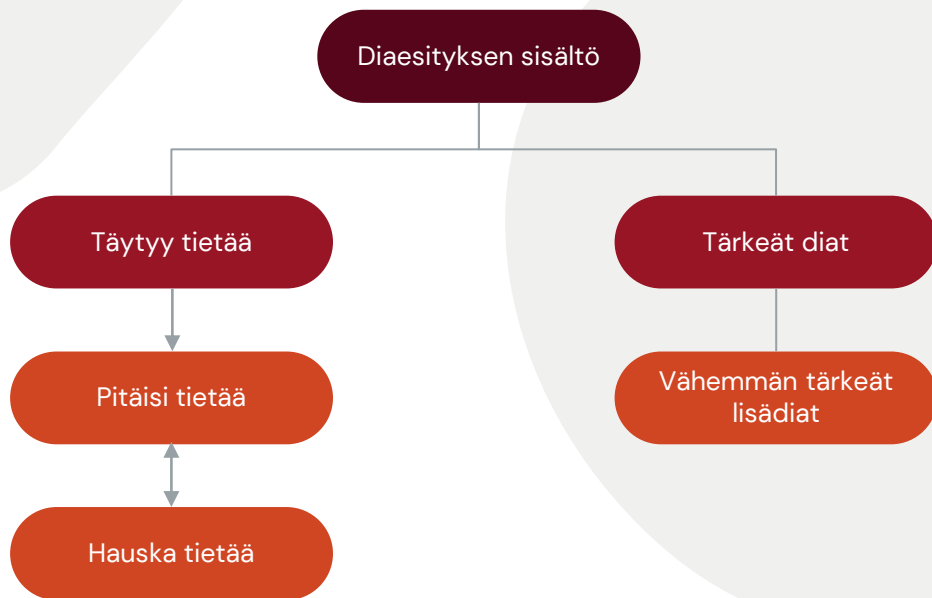 Diaesityksen sisältö
Täytyy tietää
Tärkeät diat
Pitäisi tietää
Vähemmän tärkeät
lisädiat
Hauska tietää